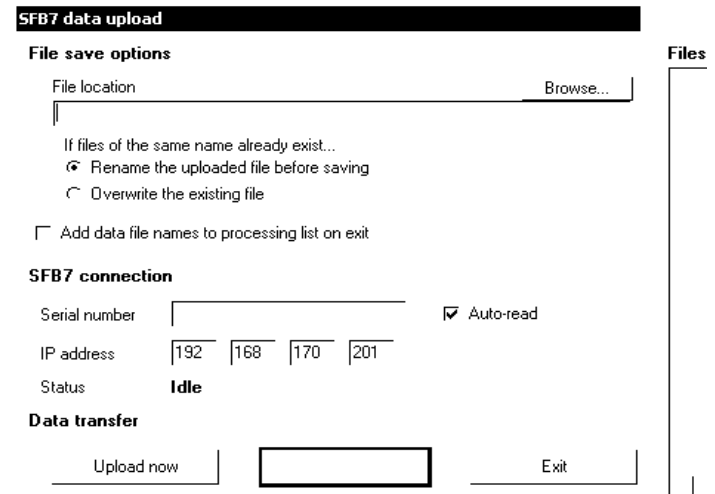 SFB7 data upload
File save options
Files
File location
Browse...
If files of the same name already exist...
Rename the uploaded file before saving
Overwrite the existing file
Add data file names to processing list on exit
SFB7 connection
Serial number
Auto-read
IP address 192 168 170 201
Status Idle
Data transfer
Upload now
Exit